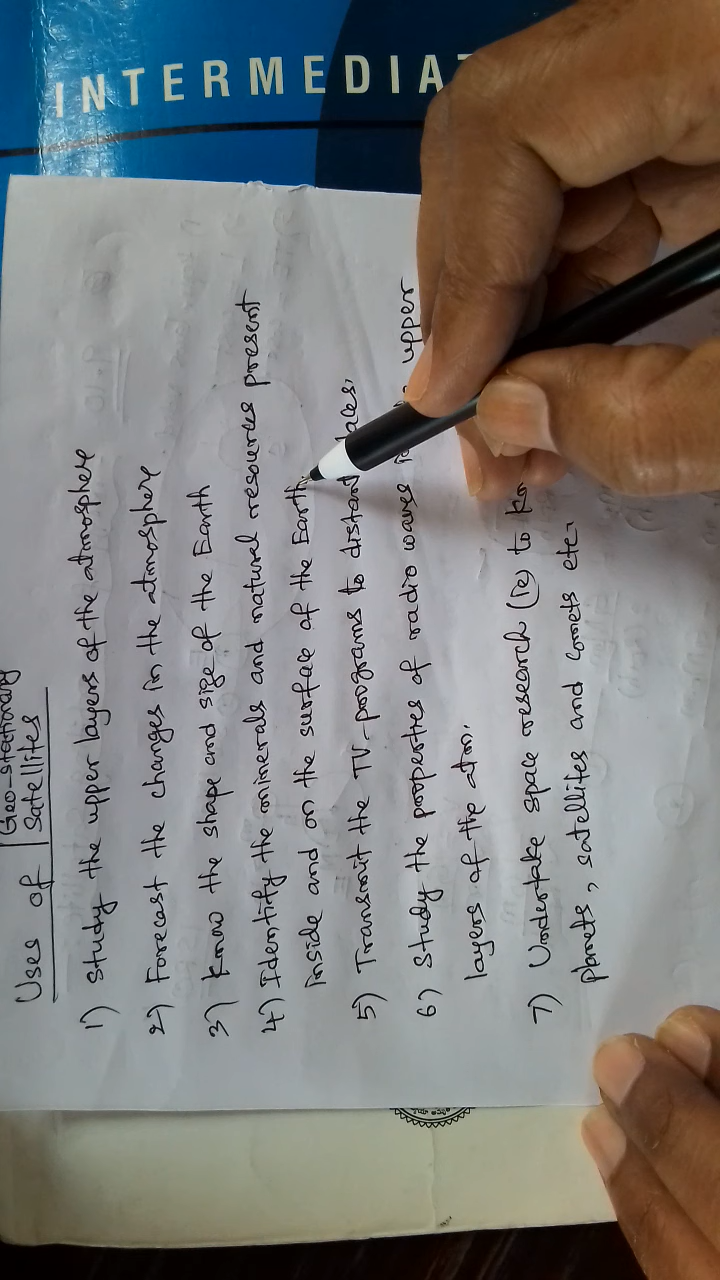 INTERMEDIA
Uses of Geo-stationary
Satellites
1) Study the upper layers of the atmosphere
2) Forecast the changes in the atmosphere
3) Know the shape and size of the Earth
4) Identify the minerals and natural resources present
inside and on the surface of the Earth
5) Transmit the TV-programs to distant
6) Study the properties of radio waves upper
layers of the atm.
7) Undertake space research (ie) to
planets, satellites and comets etc.